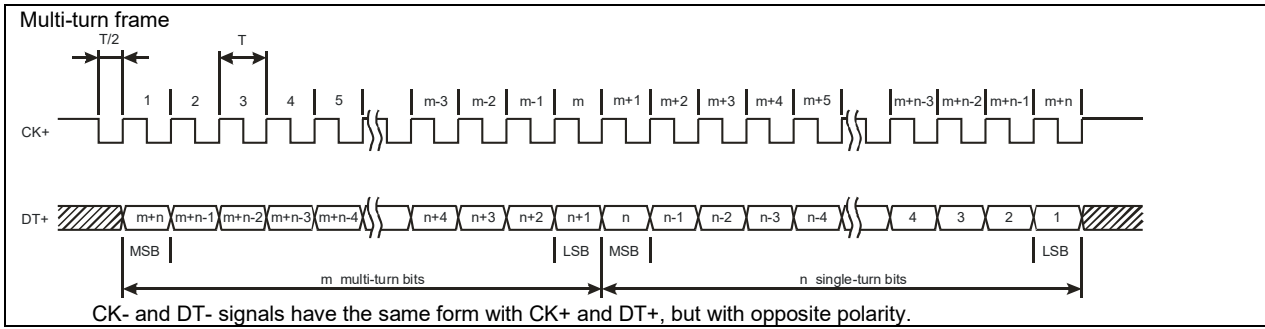 Multi-turn frame
T/2 T
1 2 3 4 5 m-3 m-2 m-1 m m+1 m+2 m+3 m+4 m+5 m+n-3 m+n-2 m+n-1 m+n
CK+
DT+ m+n m+n-1 m+n-2 m+n-3 m+n-4 n+4 n+3 n+2 n+1 n n-1 n-2 n-3 n-4 4 3 2 1
MSB LSB MSB LSB
m multi-turn bits n single-turn bits
CK- and DT- signals have the same form with CK+ and DT+, but with opposite polarity.